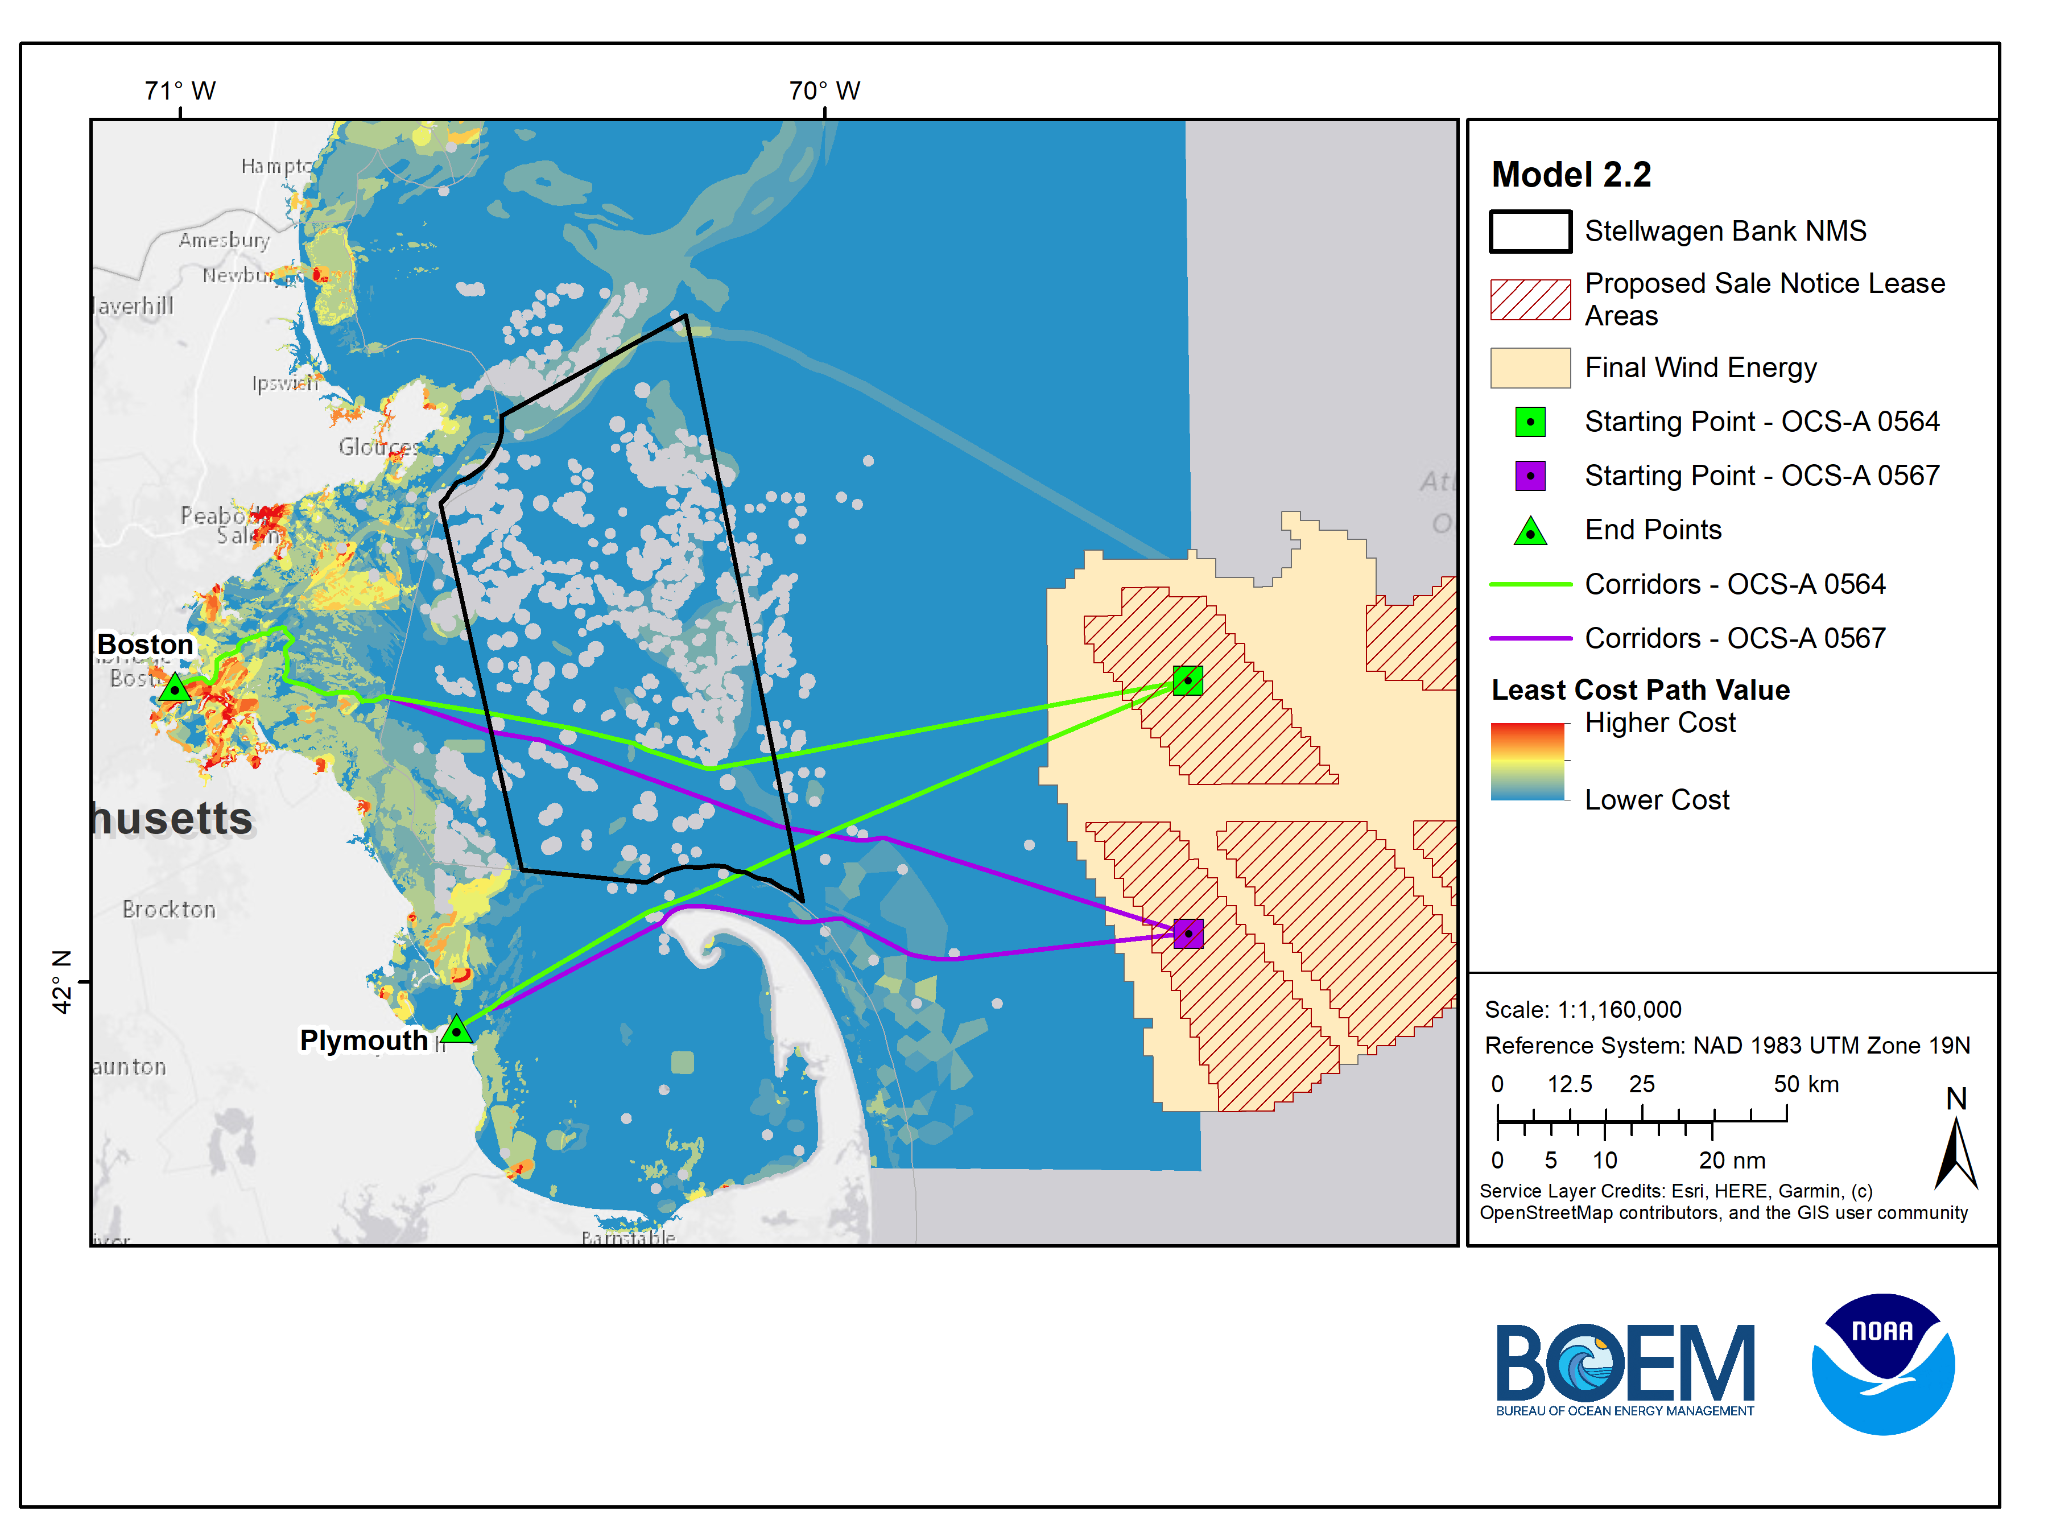 71° W
70° W
Hampto
Amesbury
Newbu
laverhill
Ipswich
Glouces
Peabody
Salem
Boston
Bost
husetts
Brockton
42° N
Plymouth
aunton
Barnstable
Atl
O
Model 2.2
Stellwagen Bank NMS
Proposed Sale Notice Lease
Areas
Final Wind Energy
Starting Point - OCS-A 0564
Starting Point - OCS-A 0567
End Points
Corridors - OCS-A 0564
Corridors - OCS-A 0567
Least Cost Path Value
Higher Cost
Lower Cost
Scale: 1:1,160,000
Reference System: NAD 1983 UTM Zone 19N
0 12.5 25 50 km
0 5 10 20 nm
N
Service Layer Credits: Esri, HERE, Garmin, (c)
OpenStreetMap contributors, and the GIS user community
BOEM
BUREAU OF OCEAN ENERGY MANAGEMENT
NOAA